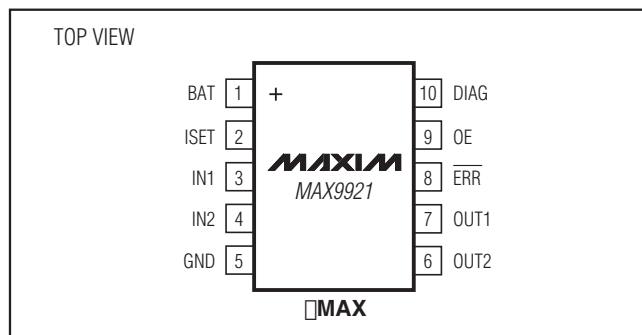 TOP VIEW
BAT 1 + 10 DIAG
ISET 2 9 OE
IN1 3 MAXIM 8 ERR
MAX9921
IN2 4 7 OUT1
GND 5 6 OUT2
□MAX